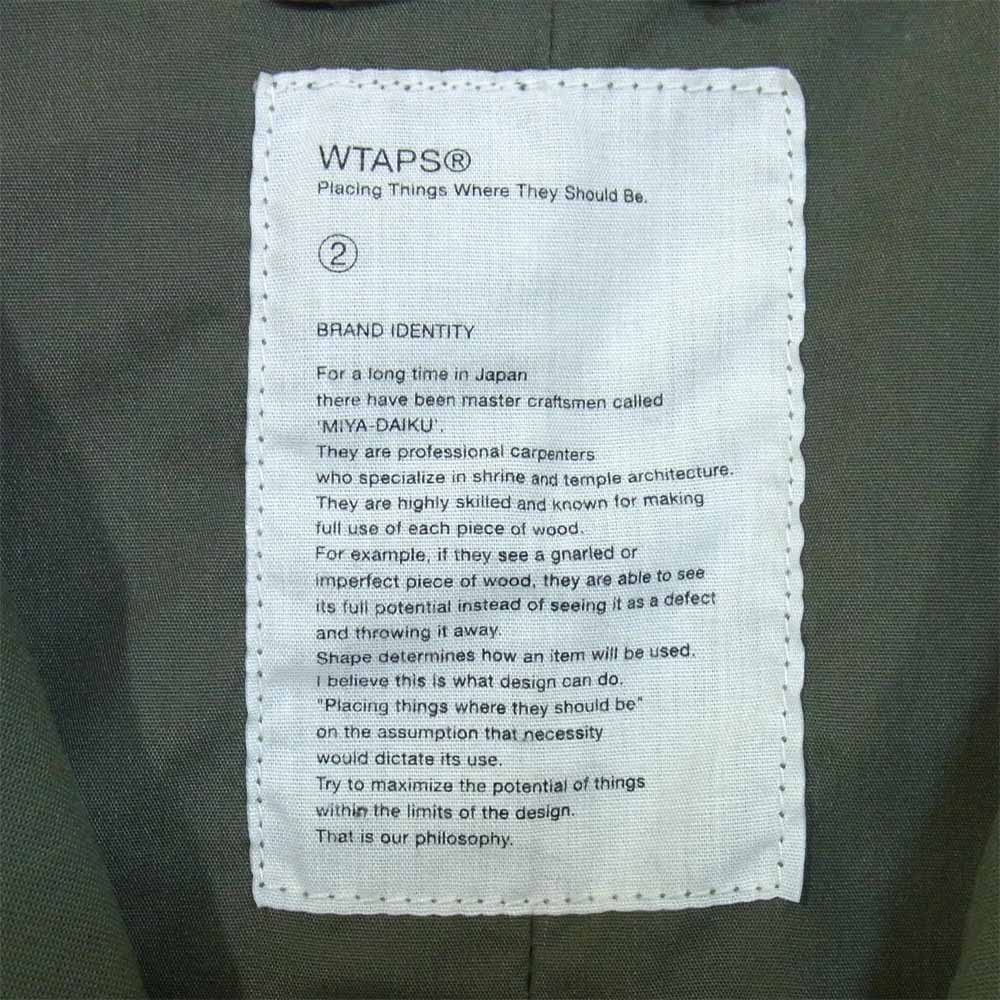 WTAPS®
Placing Things Where They Should Be.
②
BRAND IDENTITY
For a long time in Japan
there have been master craftsmen called
'MIYA-DAIKU'.
They are professional carpenters
who specialize in shrine and temple architecture.
They are highly skilled and known for making
full use of each piece of wood.
For example, if they see a gnarled or
imperfect piece of wood, they are able to see
its full potential instead of seeing it as a defect
and throwing it away.
Shape determines how an item will be used.
I believe this is what design can do.
"Placing things where they should be"
on the assumption that necessity
would dictate its use.
Try to maximize the potential of things
within the limits of the design.
That is our philosophy.